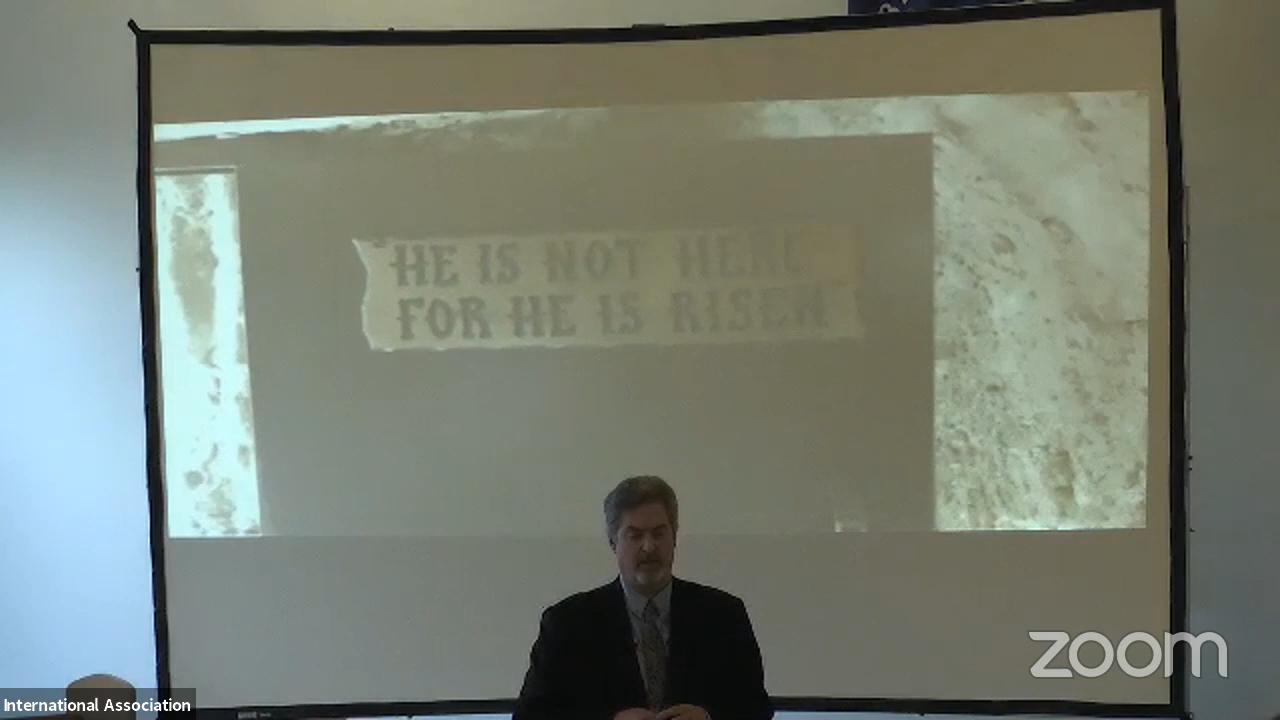 HE IS NOT HERE
FOR HE IS RISEN
zoom
International Association